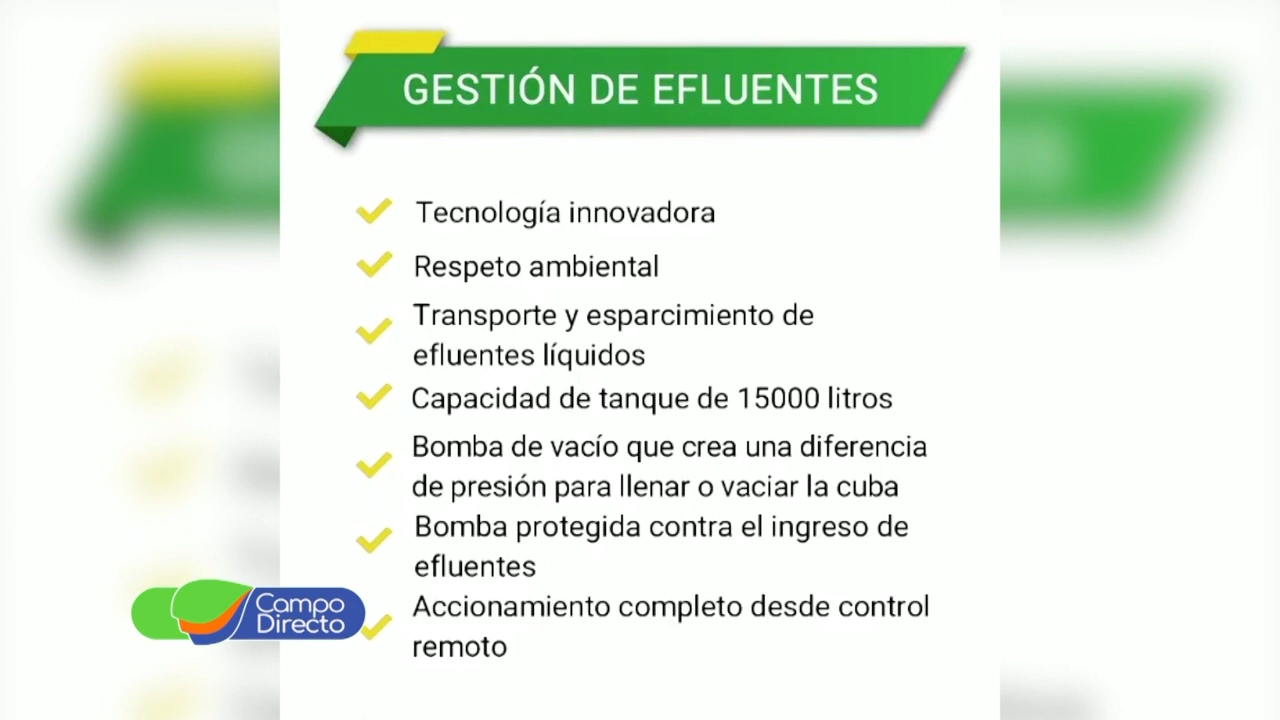 GESTIÓN DE EFLUENTES
Tecnología innovadora
Respeto ambiental
Transporte y esparcimiento de
efluentes líquidos
Capacidad de tanque de 15000 litros
Bomba de vacío que crea una diferencia
de presión para llenar o vaciar la cuba
Bomba protegida contra el ingreso de
efluentes
Accionamiento completo desde control
remoto
Campo
Directo